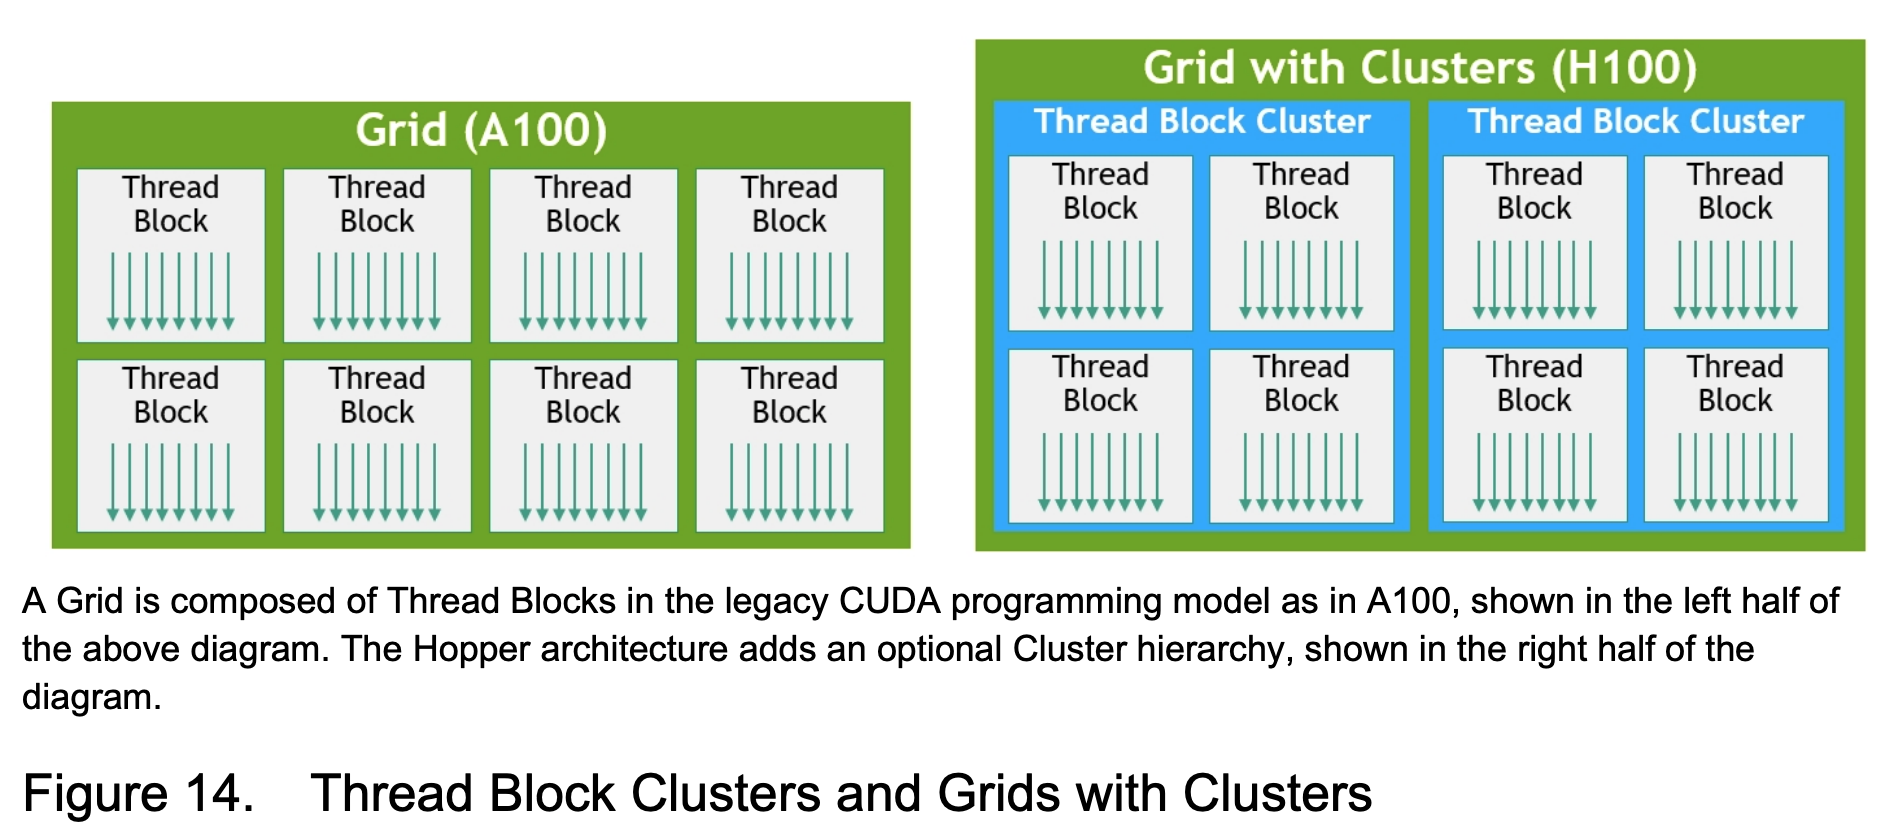 Grid (A100)
Thread
Block
Thread
Block
Thread
Block
Thread
Block
Thread
Block
Thread
Block
Thread
Block
Thread
Block
Grid with Clusters (H100)
Thread Block Cluster
Thread
Block
Thread
Block
Thread
Block
Thread
Block
Thread Block Cluster
Thread
Block
Thread
Block
Thread
Block
Thread
Block
A Grid is composed of Thread Blocks in the legacy CUDA programming model as in A100, shown in the left half of
the above diagram. The Hopper architecture adds an optional Cluster hierarchy, shown in the right half of the
diagram.
Figure 14. Thread Block Clusters and Grids with Clusters